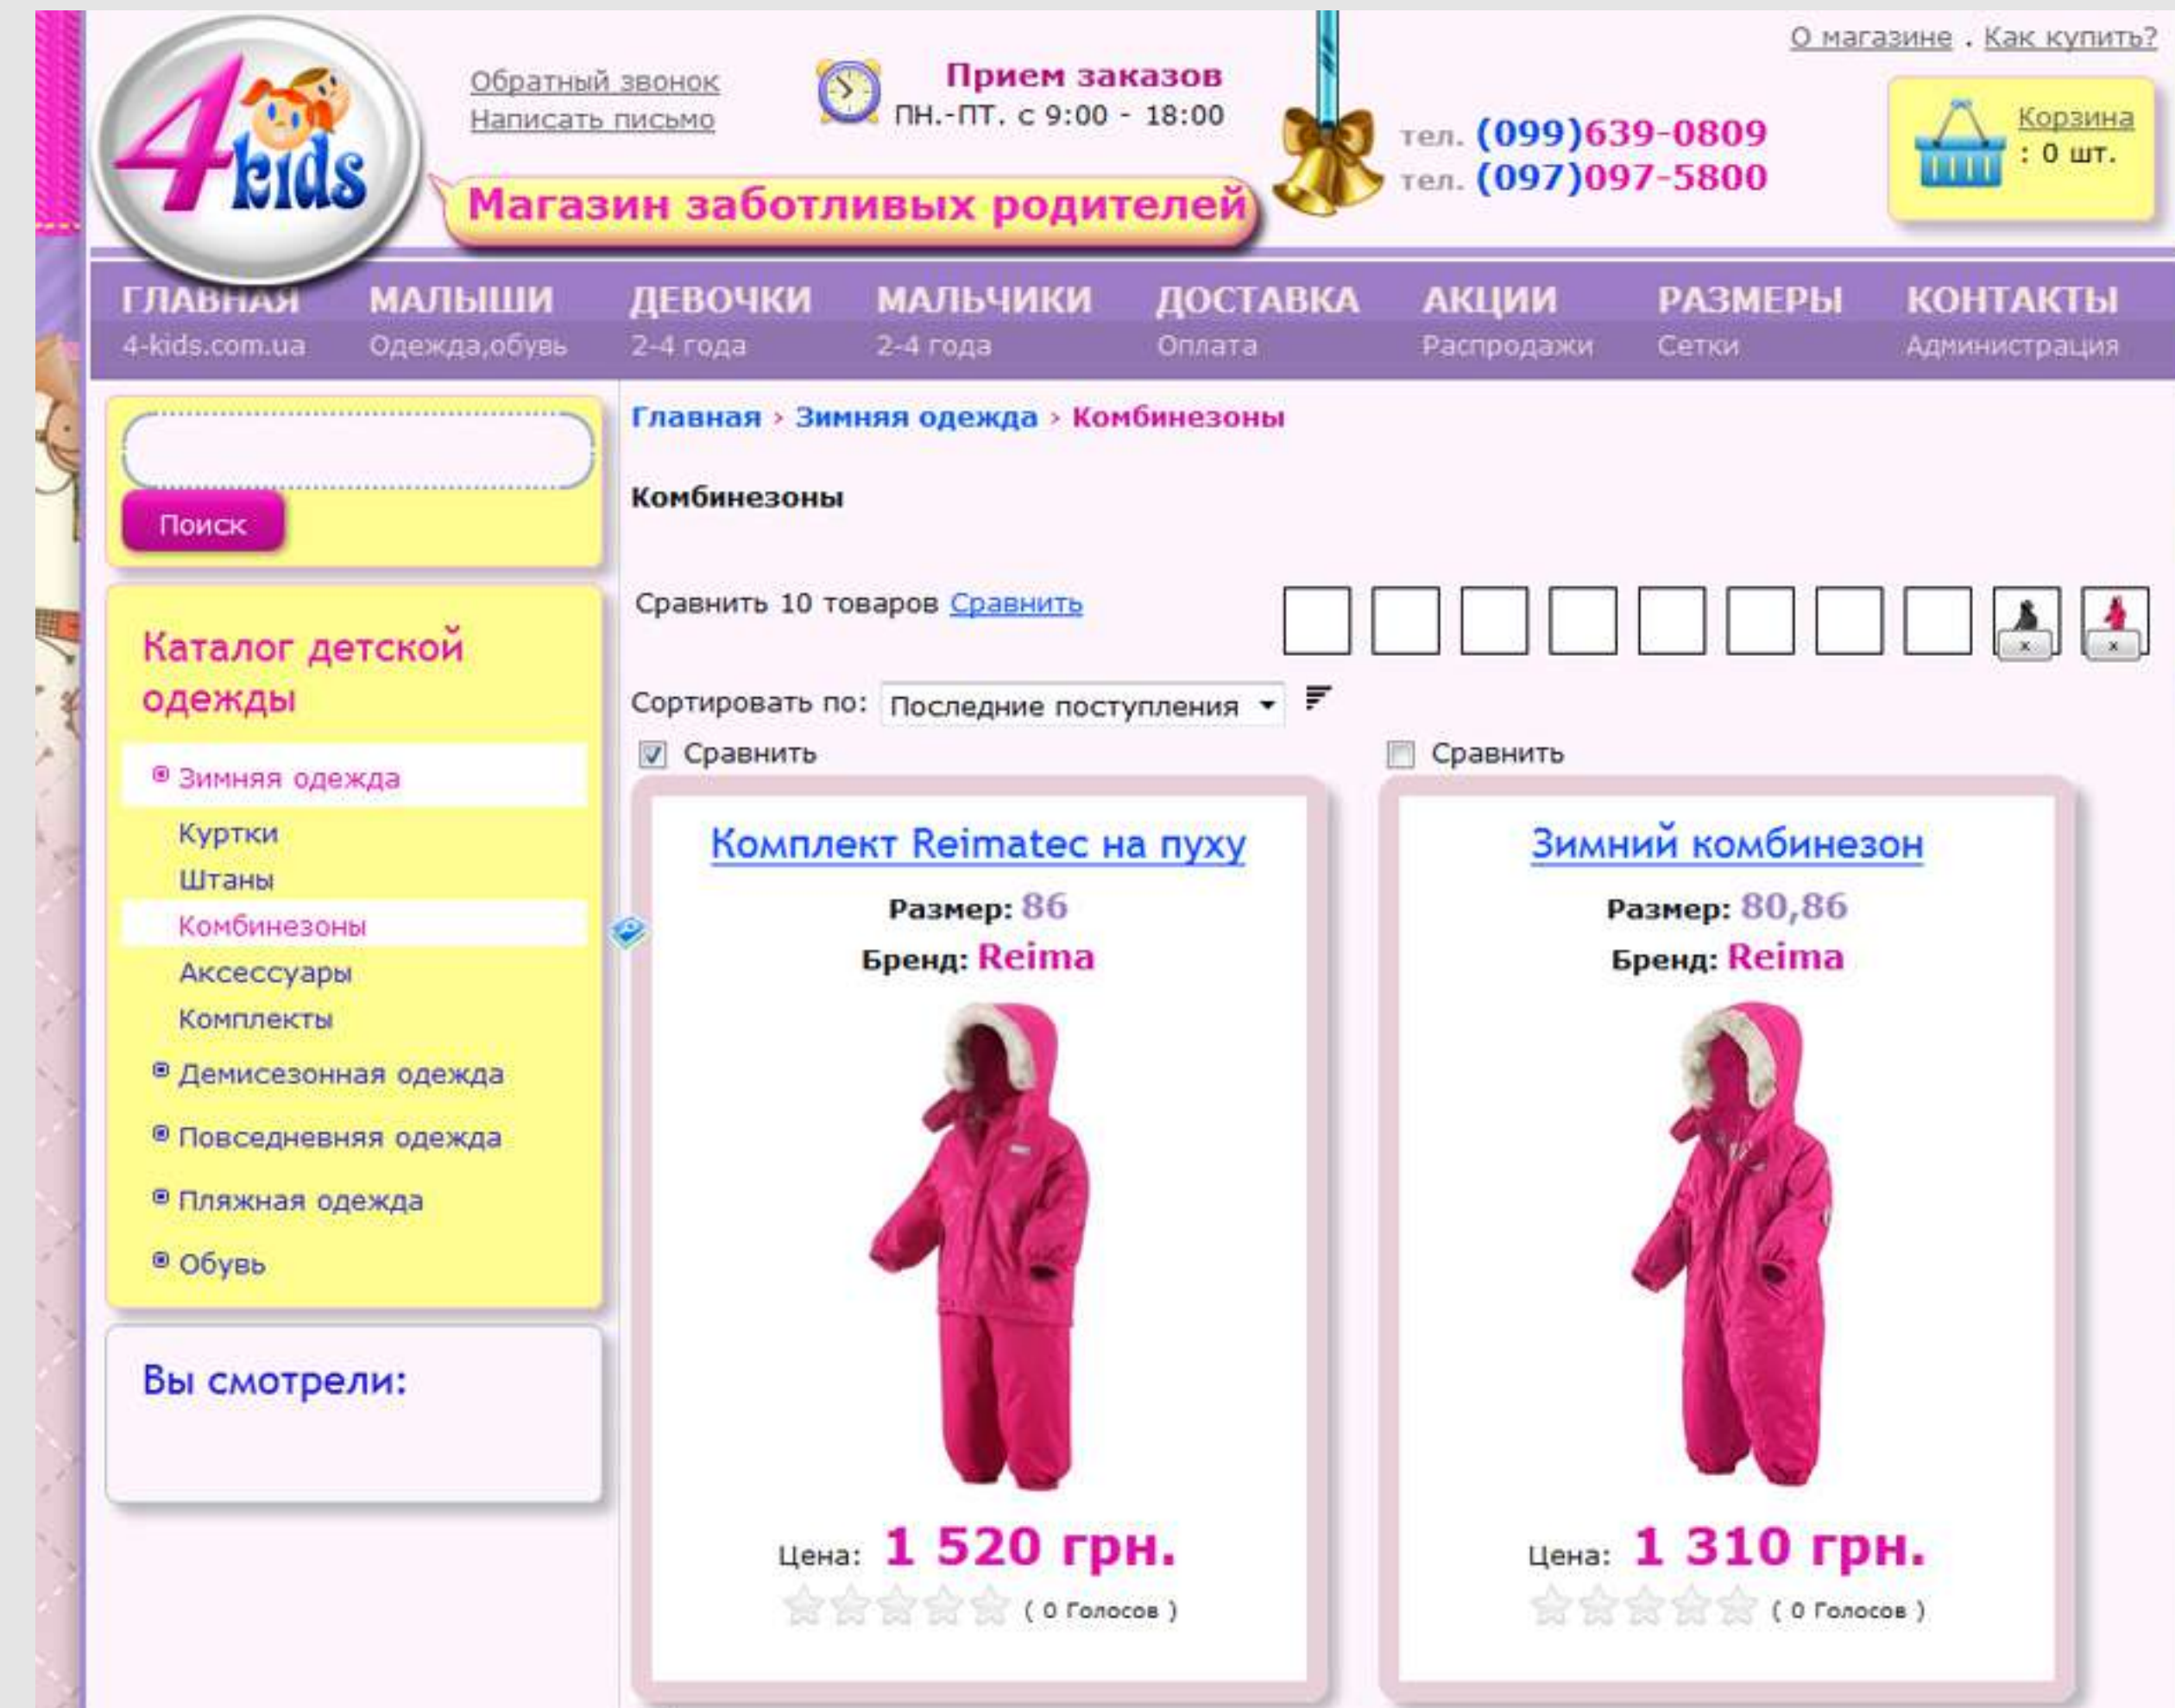 4kids
Обратный звонок
Написать письмо
Прием заказов
ПН.-ПТ. с 9:00 - 18:00
Магазин заботливых родителей
тел. (099)639-0809
тел. (097)097-5800
О магазине . Как купить?
Корзина
: 0 шт.
ГЛАВНАЯ МАЛЫШИ ДЕВОЧКИ МАЛЬЧИКИ ДОСТАВКА АКЦИИ РАЗМЕРЫ КОНТАКТЫ
4-kids.com.ua Одежда,обувь 2-4 года 2-4 года Оплата Распродажи Сетки Администрация
Поиск
Каталог детской
одежды
Зимняя одежда
Куртки
Штаны
Комбинезоны
Аксессуары
Комплекты
Демисезонная одежда
Повседневняя одежда
Пляжная одежда
Обувь
Вы смотрели:
Главная › Зимняя одежда › Комбинезоны
Комбинезоны
Сравнить 10 товаров Сравнить
x x
Сортировать по: Последние поступления
Сравнить
Комплект Reimatec на пуху
Размер: 86
Бренд: Reima
Цена: 1 520 грн.
( 0 Голосов )
Сравнить
Зимний комбинезон
Размер: 80,86
Бренд: Reima
Цена: 1 310 грн.
( 0 Голосов )